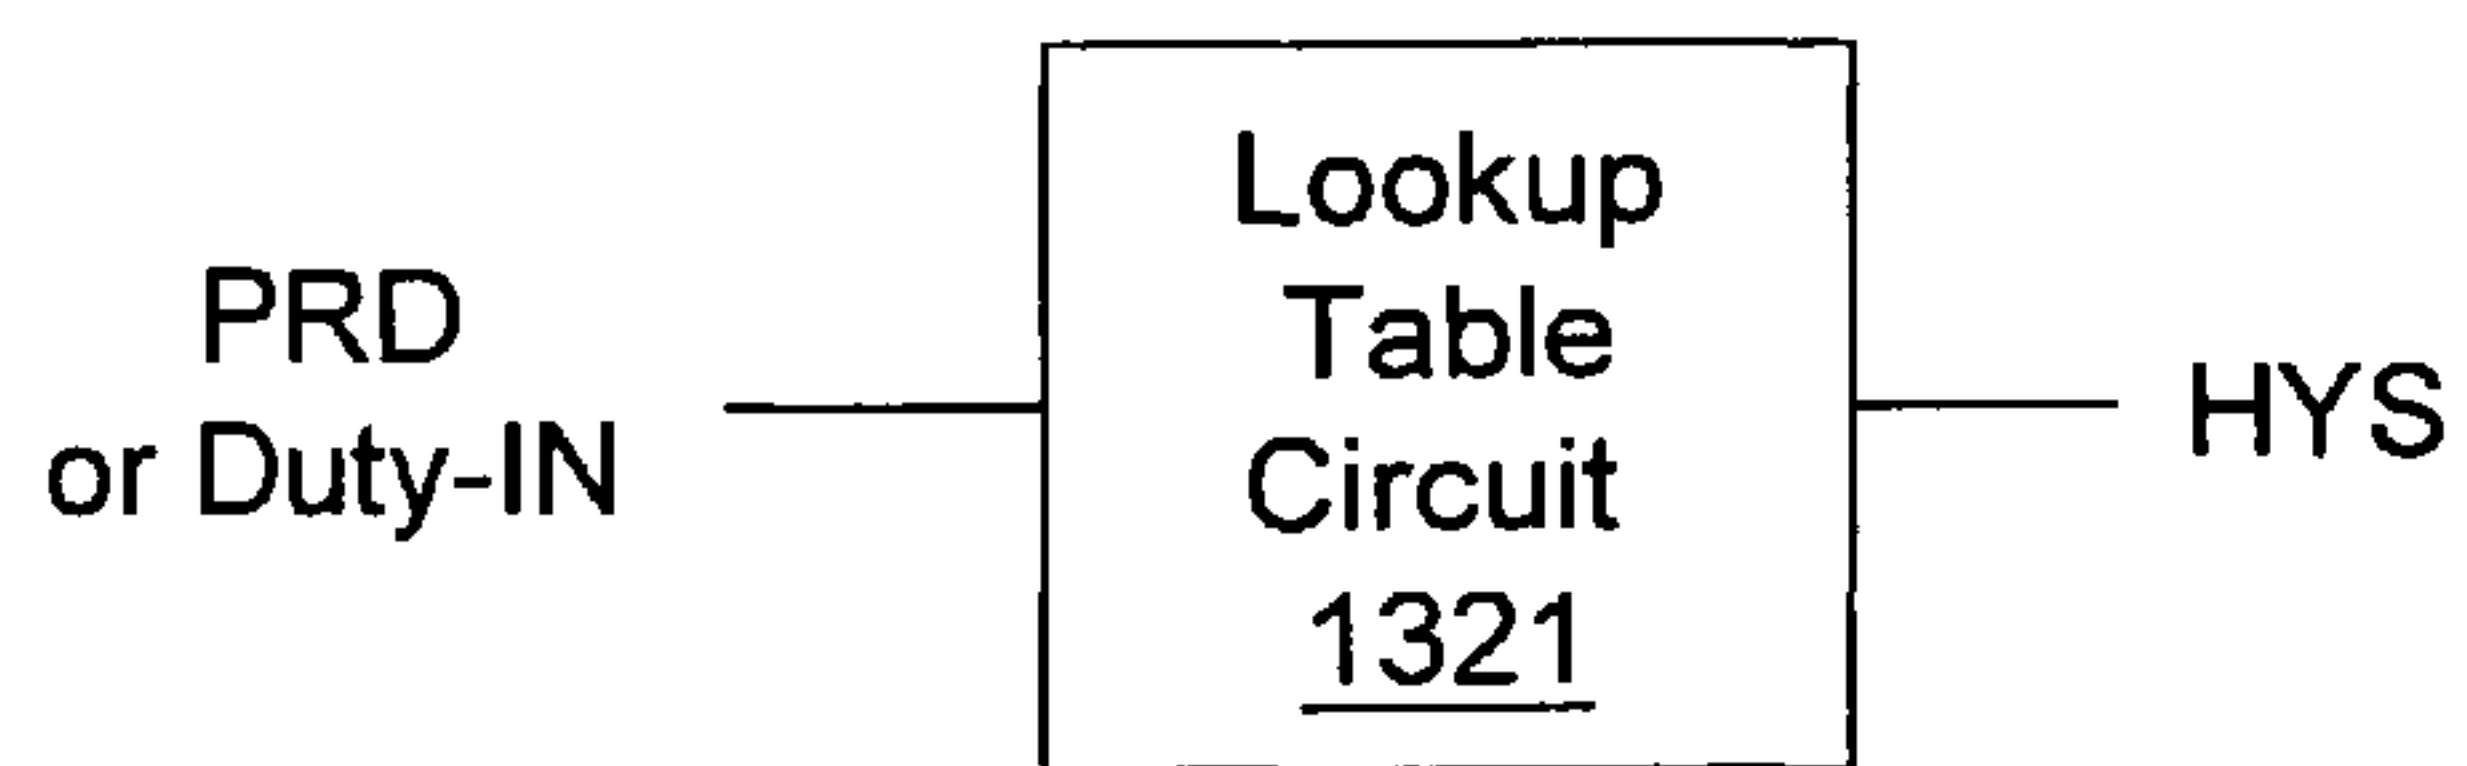 PRD
or Duty-IN
Lookup
Table
Circuit
1321
HYS